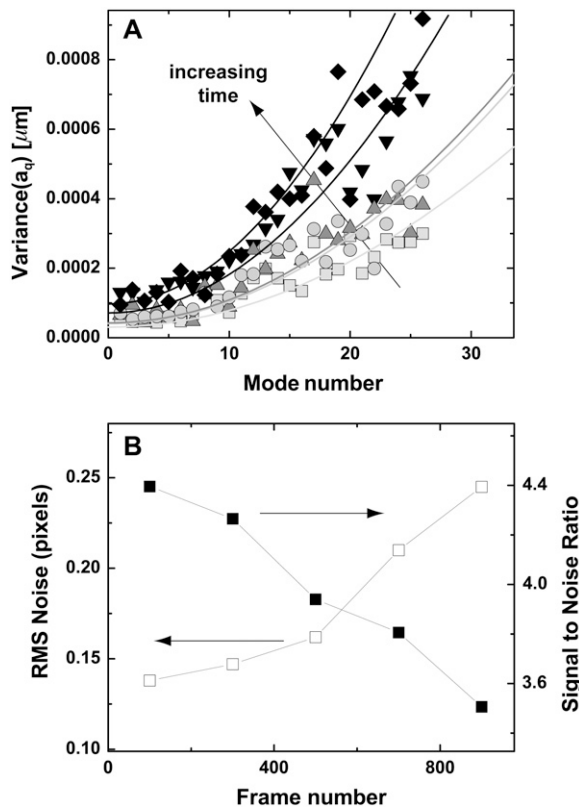 A
increasing
time
Variance(a_q) [μm]
0.0008
0.0006
0.0004
0.0002
0.0000
0 10 20 30
Mode number
B
RMS Noise (pixels)
0.25
0.20
0.15
0.10
4.4
4.0
3.6
Signal to Noise Ratio
0 400 800
Frame number